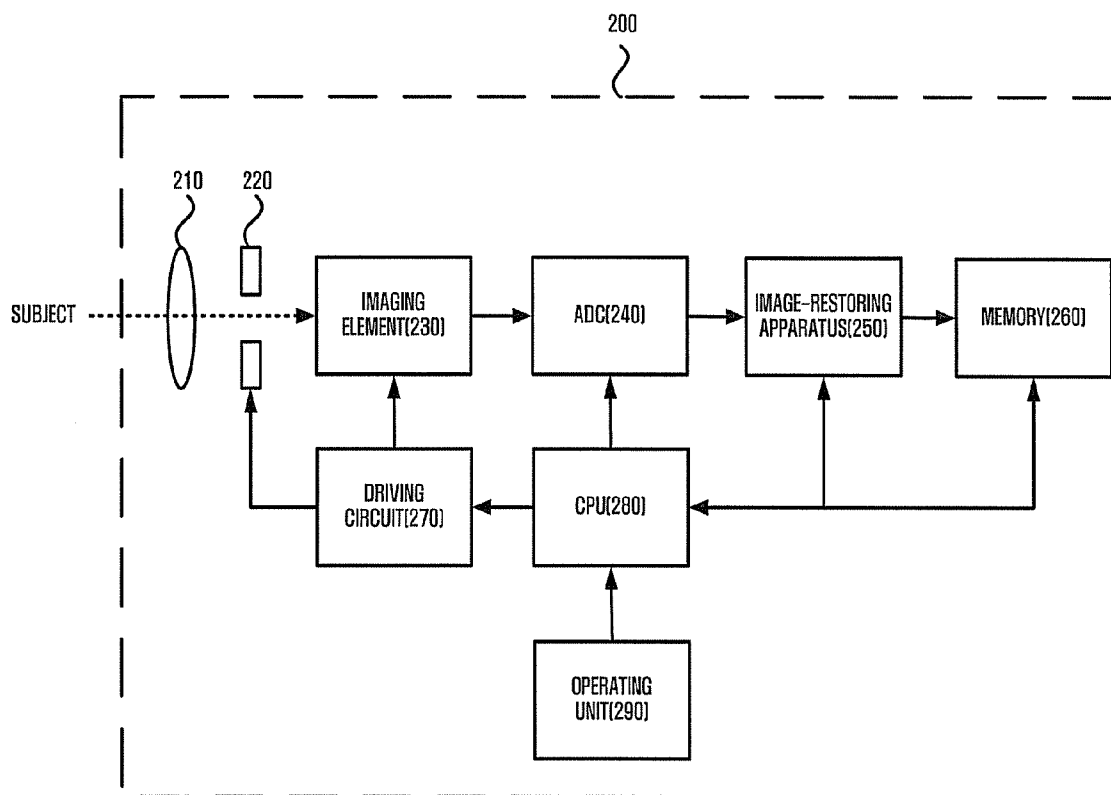 200
210
220
SUBJECT
IMAGING
ELEMENT(230)
ADC(240)
IMAGE-RESTORING
APPARATUS(250)
MEMORY(260)
DRIVING
CIRCUIT(270)
CPU(280)
OPERATING
UNIT(290)